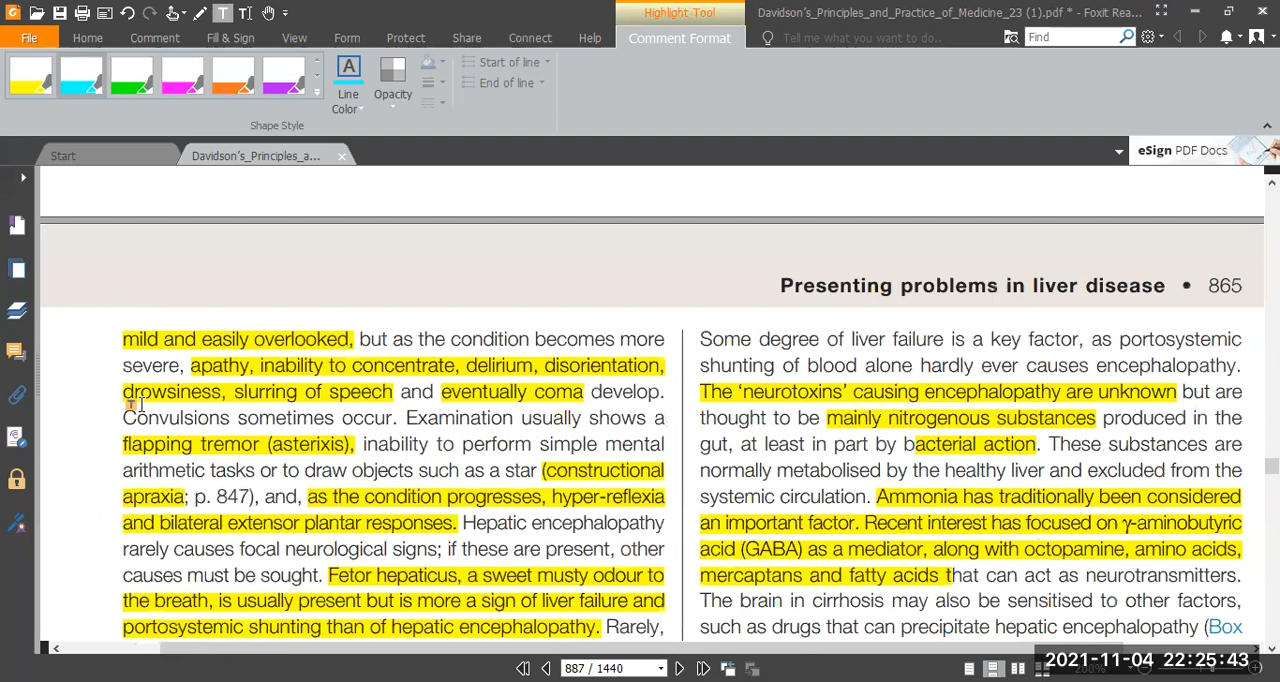 Highlight Tool
Davidson's_Principles_and_Practice_of_Medicine_23 (1).pdf * - Foxit Rea...
File
Home
Comment
Fill & Sign
View
Form
Protect
Share
Connect
Help
Comment Format
Tell me what you want to do..
Find
Line
Color
Opacity
Start of line
End of line
Shape Style
Start
Davidson's_Principles_a...
eSign PDF Docs
Presenting problems in liver disease • 865
mild and easily overlooked, but as the condition becomes more
severe, apathy, inability to concentrate, delirium, disorientation,
drowsiness, slurring of speech and eventually coma develop.
Convulsions sometimes occur. Examination usually shows a
flapping tremor (asterixis), inability to perform simple mental
arithmetic tasks or to draw objects such as a star (constructional
apraxia; p. 847), and, as the condition progresses, hyper-reflexia
and bilateral extensor plantar responses. Hepatic encephalopathy
rarely causes focal neurological signs; if these are present, other
causes must be sought. Fetor hepaticus, a sweet musty odour to
the breath, is usually present but is more a sign of liver failure and
portosystemic shunting than of hepatic encephalopathy. Rarely,
Some degree of liver failure is a key factor, as portosystemic
shunting of blood alone hardly ever causes encephalopathy.
The ‘neurotoxins’ causing encephalopathy are unknown but are
thought to be mainly nitrogenous substances produced in the
gut, at least in part by bacterial action. These substances are
normally metabolised by the healthy liver and excluded from the
systemic circulation. Ammonia has traditionally been considered
an important factor. Recent interest has focused on γ-aminobutyric
acid (GABA) as a mediator, along with octopamine, amino acids,
mercaptans and fatty acids that can act as neurotransmitters.
The brain in cirrhosis may also be sensitised to other factors,
such as drugs that can precipitate hepatic encephalopathy (Box
887 / 1440
2021-11-04 22:25:43